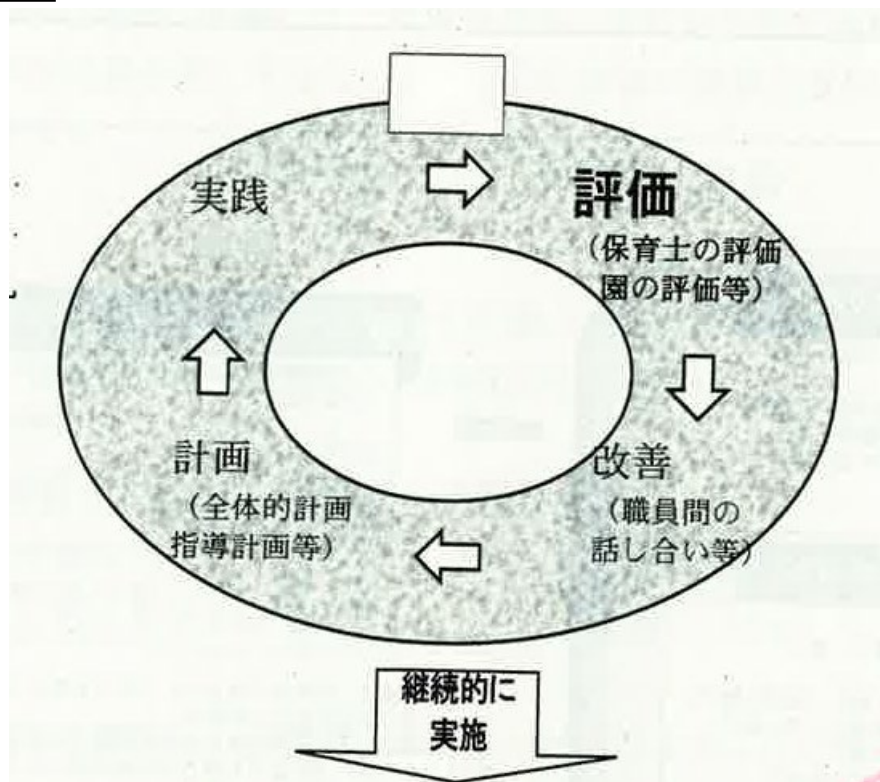 実践
評価
(保育士の評価
園の評価等)
計画
(全体的計画
指導計画等)
改善
(職員間の
話し合い等)
継続的に
実施